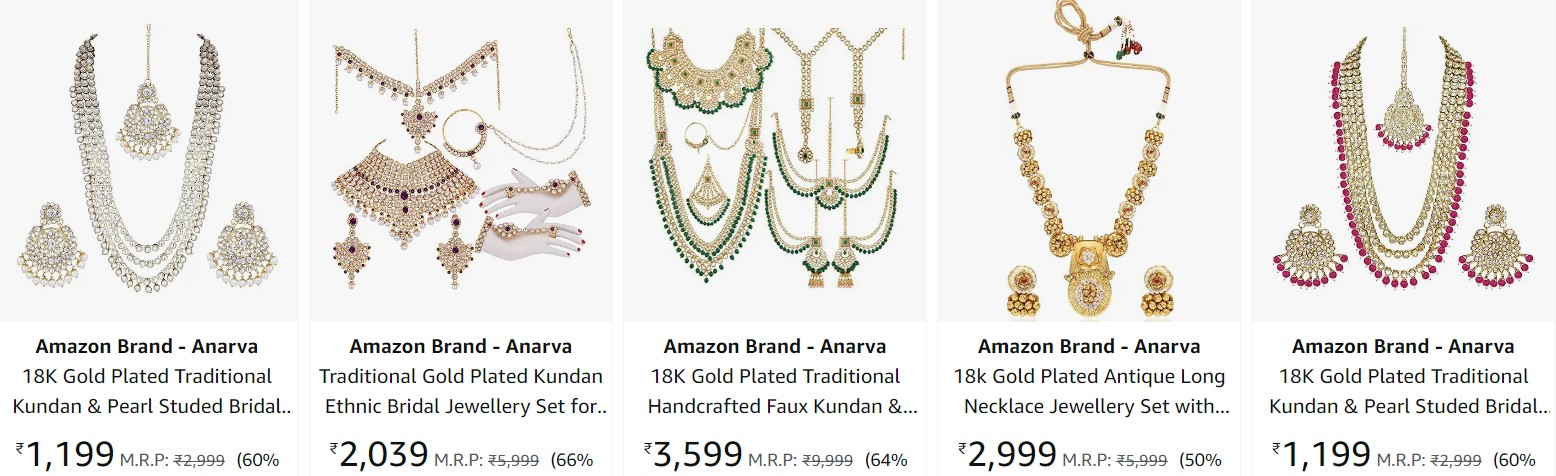 Amazon Brand - Anarva
18K Gold Plated Traditional
Kundan & Pearl Studed Bridal...
₹1,199 M.R.P: ₹2,999 (60%
Amazon Brand - Anarva
Traditional Gold Plated Kundan
Ethnic Bridal Jewellery Set for..
₹2,039 M.R.P: ₹5,999 (66%
Amazon Brand - Anarva
18K Gold Plated Traditional
Handcrafted Faux Kundan &...
₹3,599 M.R.P: ₹9,999 (64%
Amazon Brand - Anarva
18k Gold Plated Antique Long
Necklace Jewellery Set with...
₹2,999 M.R.P: ₹5,999 (50%
Amazon Brand - Anarva
18K Gold Plated Traditional
Kundan & Pearl Studed Bridal...
₹1,199 M.R.P: ₹2,999 (60%